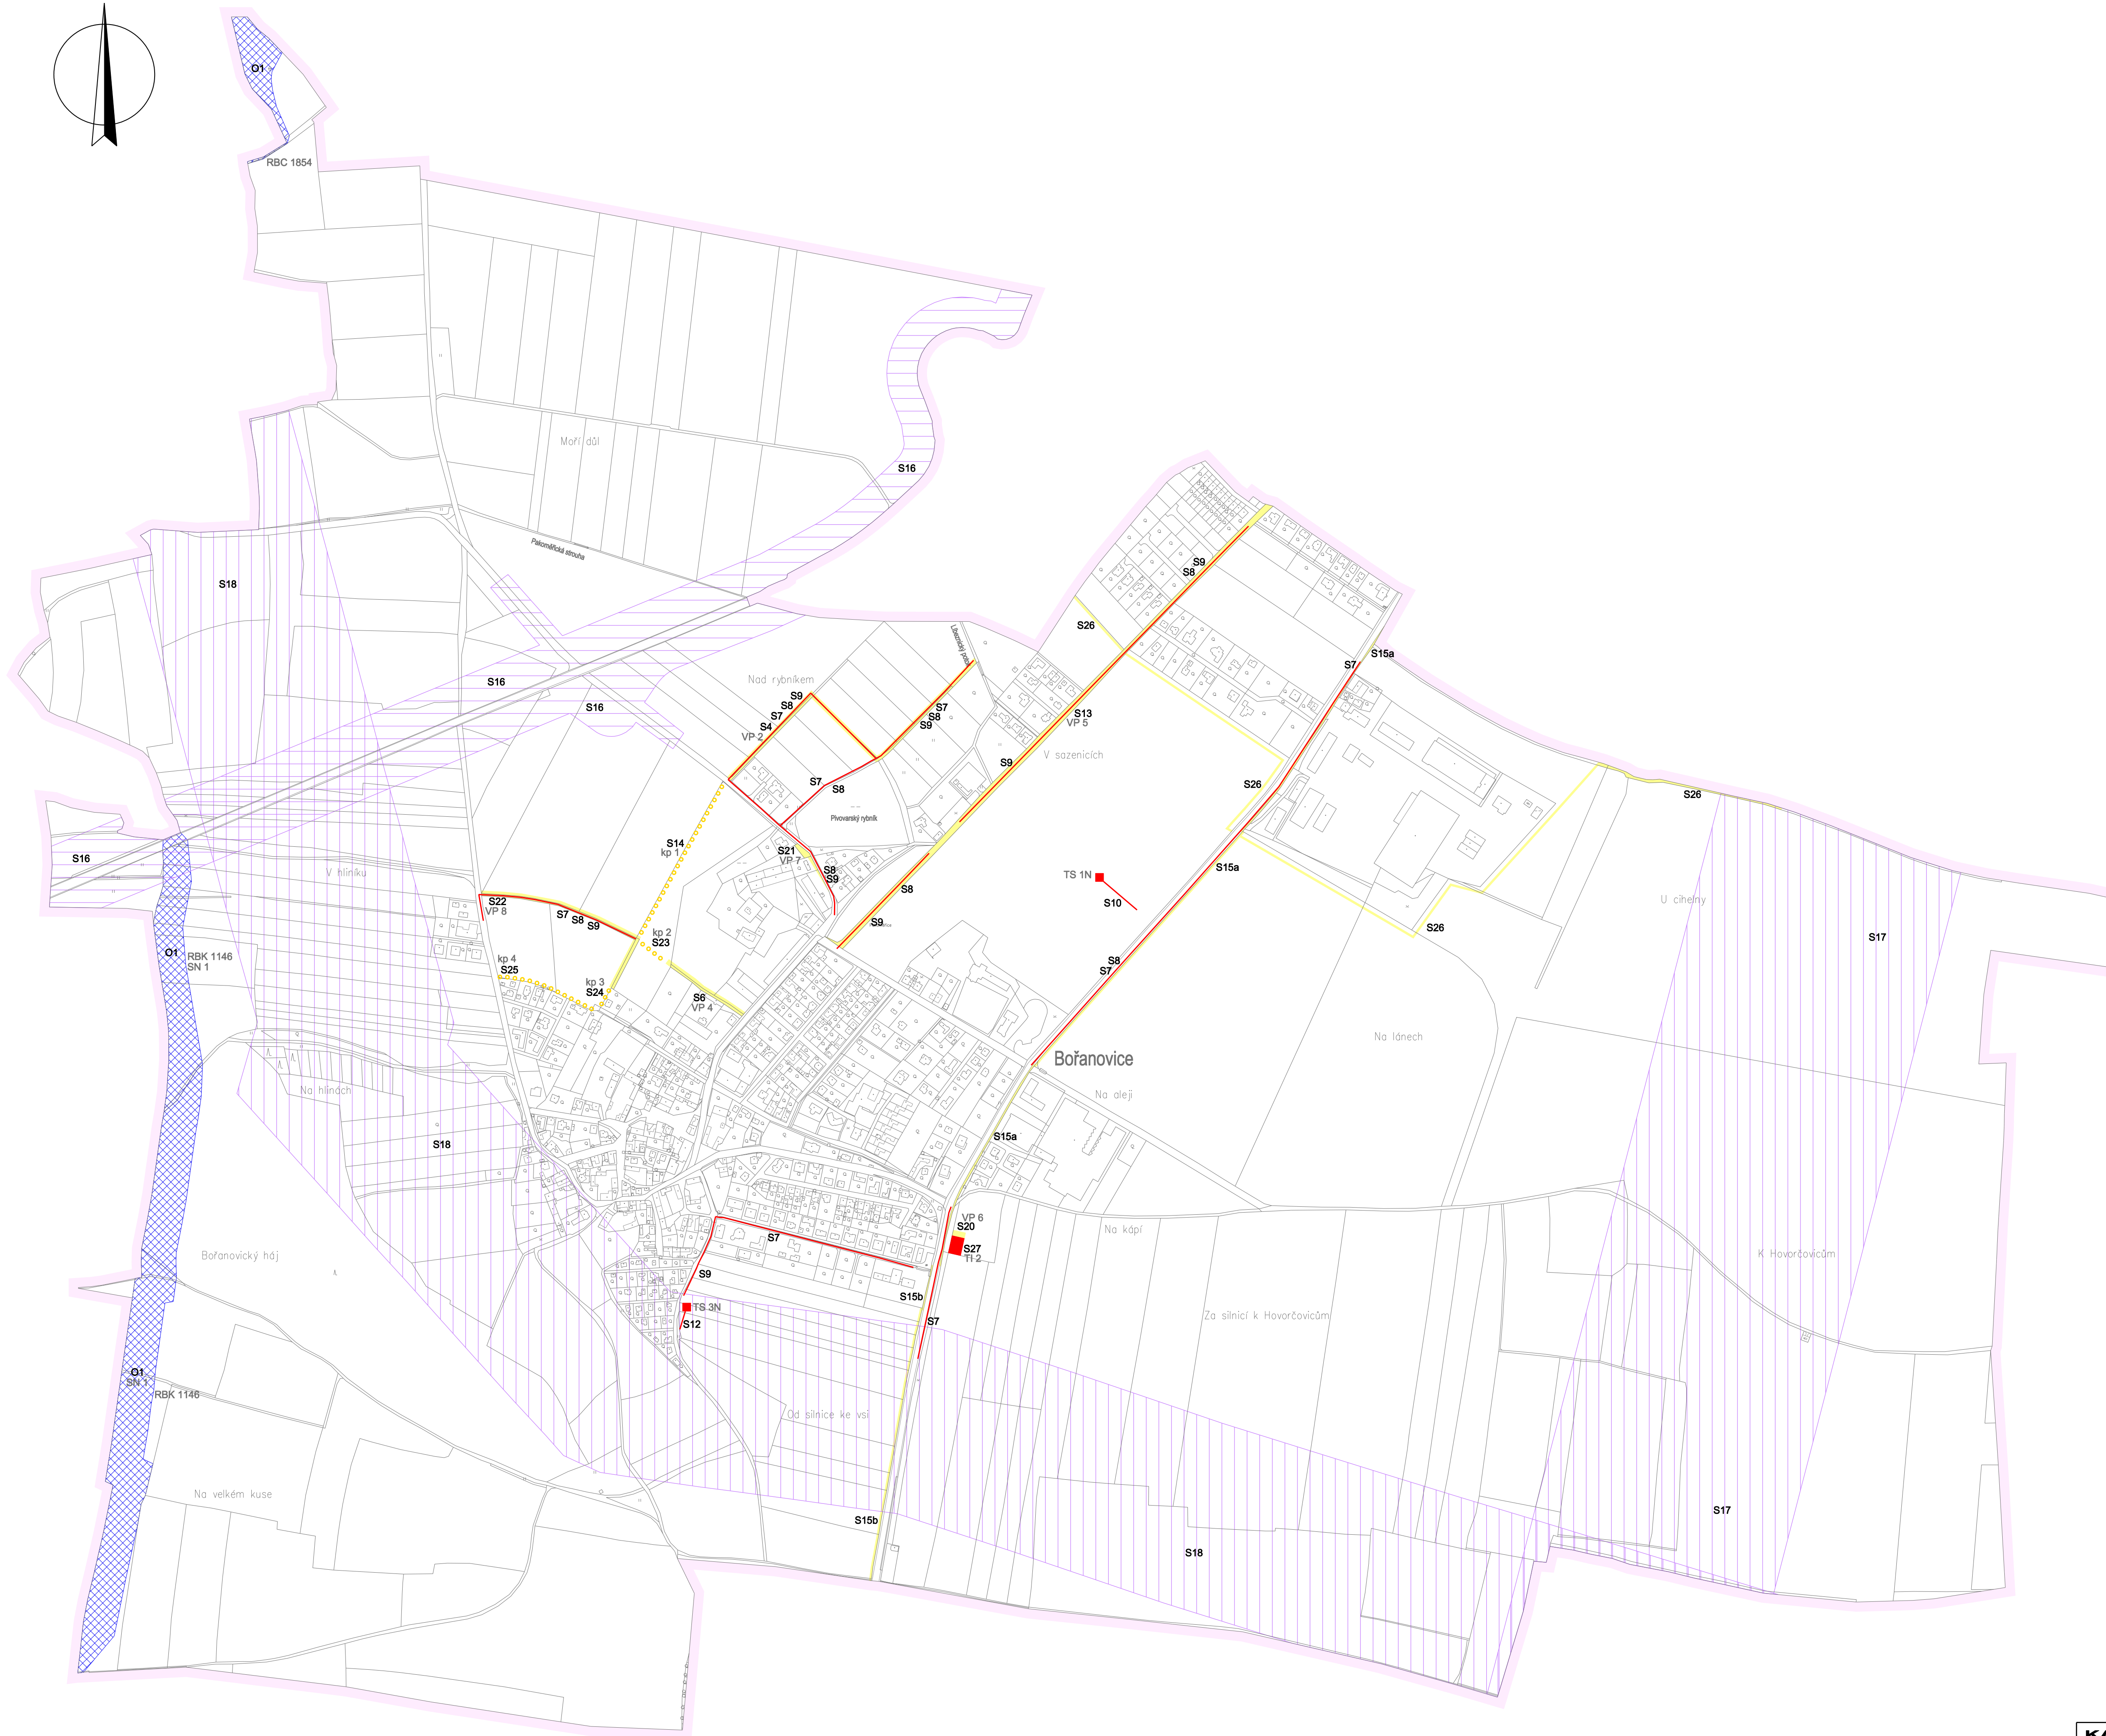 O1
RBC 1854
Moří důl
S16
Pakoměřická strouha
S18
S9
S8
S26
Líbeznický potok
S15a
S7
S16
Nad rybníkem
S9
S8
S7
S4
VP 2
S16
S7
S8
S9
S13
VP 5
V sazenicích
S9
S26
S26
S7
S8
Pivovarský rybník
S14
kp 1
S21
VP 7
S16
V hliníku
S8
S9
S8
TS 1N
S10
S15a
U cihelny
S22
VP 8
S7
S8
S9
S9
kp 2
S23
S26
S17
O1
RBK 1146
SN 1
kp 4
S25
kp 3
S24
S6
VP 4
S8
S7
Na lánech
Bořanovice
Na hlinách
Na aleji
S18
S15a
Bořanovický háj
VP 6
S20
S27
TI 2
Na kápí
K Hovorčovicům
S7
S9
S15b
TS 3N
S12
S7
Za silnicí k Hovorčovicům
O1
SN 1
RBK 1146
Od silnice ke vsi
Na velkém kuse
S15b
S17
S18